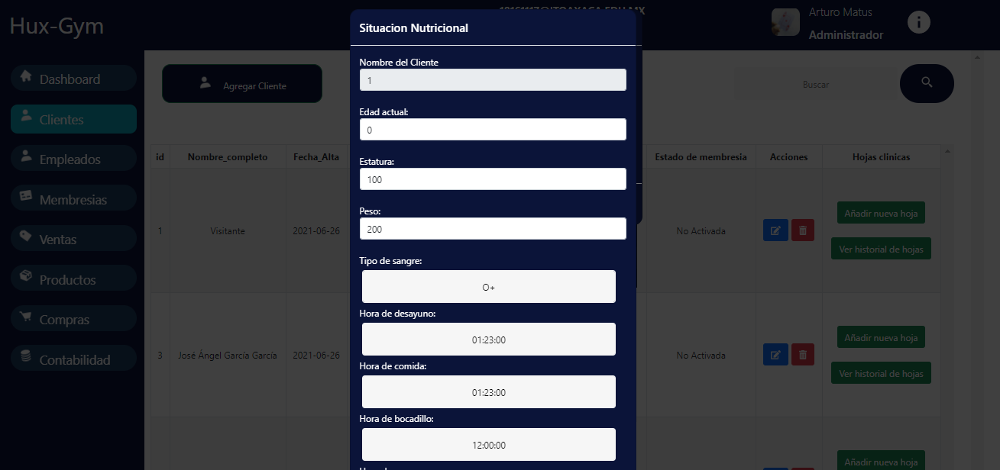 Hux-Gym
Arturo Matus
Administrador
Dashboard
Clientes
Empleados
Membresias
Ventas
Productos
Compras
Contabilidad
Agregar Cliente
Buscar
id Nombre_completo Fecha_Alta Estado de membresia Acciones Hojas clinicas
1 Visitante 2021-06-26 No Activada
Añadir nueva hoja
Ver historial de hojas
3 José Ángel García García 2021-06-26 No Activada
Añadir nueva hoja
Ver historial de hojas
Añadir nueva hoja
Situacion Nutricional
Nombre del Cliente
1
Edad actual:
0
Estatura:
100
Peso:
200
Tipo de sangre:
O+
Hora de desayuno:
01:23:00
Hora de comida:
01:23:00
Hora de bocadillo:
12:00:00